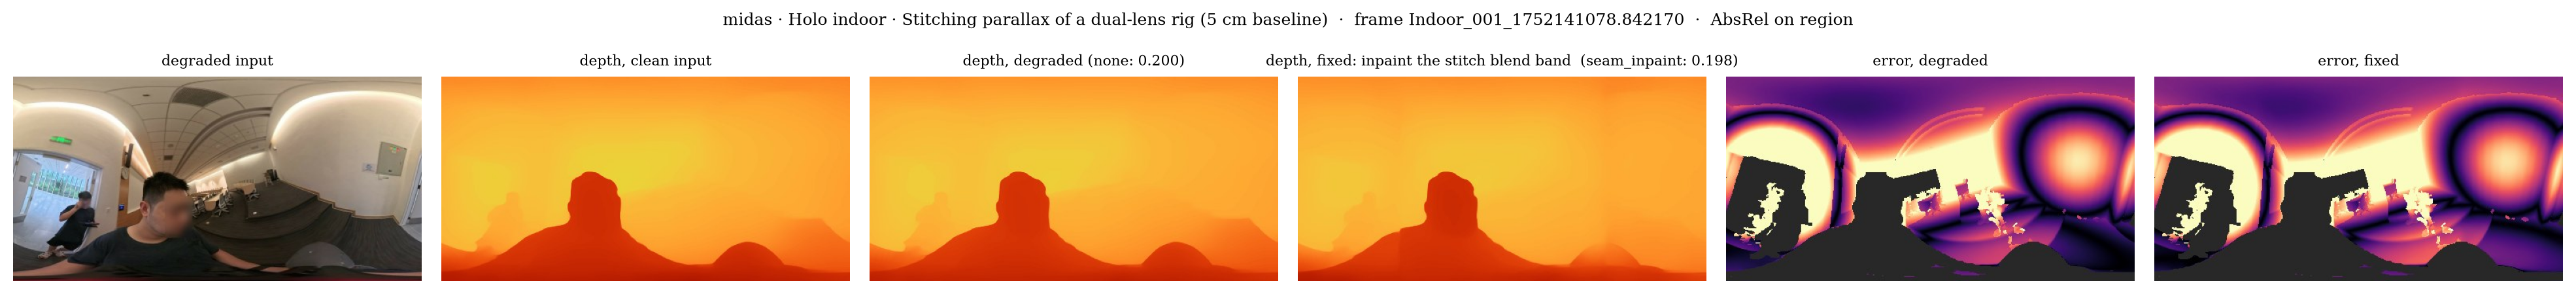 midas · Holo indoor · Stitching parallax of a dual-lens rig (5 cm baseline) · frame Indoor_001_1752141078.842170 · AbsRel on region
degraded input
depth, clean input
depth, degraded (none: 0.200)
depth, fixed: inpaint the stitch blend band (seam_inpaint: 0.198)
error, degraded
error, fixed